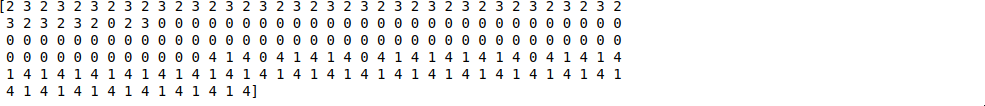 [2 3 2 3 2 3 2 3 2 3 2 3 2 3 2 3 2 3 2 3 2 3 2 3 2 3 2 3 2 3 2 3 2 3 2 3 2
3 2 3 2 3 2 0 2 3 0 0 0 0 0 0 0 0 0 0 0 0 0 0 0 0 0 0 0 0 0 0 0 0 0 0 0 0
0 0 0 0 0 0 0 0 0 0 0 0 0 0 0 0 0 0 0 0 0 0 0 0 0 0 0 0 0 0 0 0 0 0 0 0 0
0 0 0 0 0 0 0 0 0 0 0 0 4 1 4 0 4 1 4 1 4 0 4 1 4 1 4 1 4 1 4 0 4 1 4 1 4
1 4 1 4 1 4 1 4 1 4 1 4 1 4 1 4 1 4 1 4 1 4 1 4 1 4 1 4 1 4 1 4 1 4 1 4 1
4 1 4 1 4 1 4 1 4 1 4 1 4 1 4]